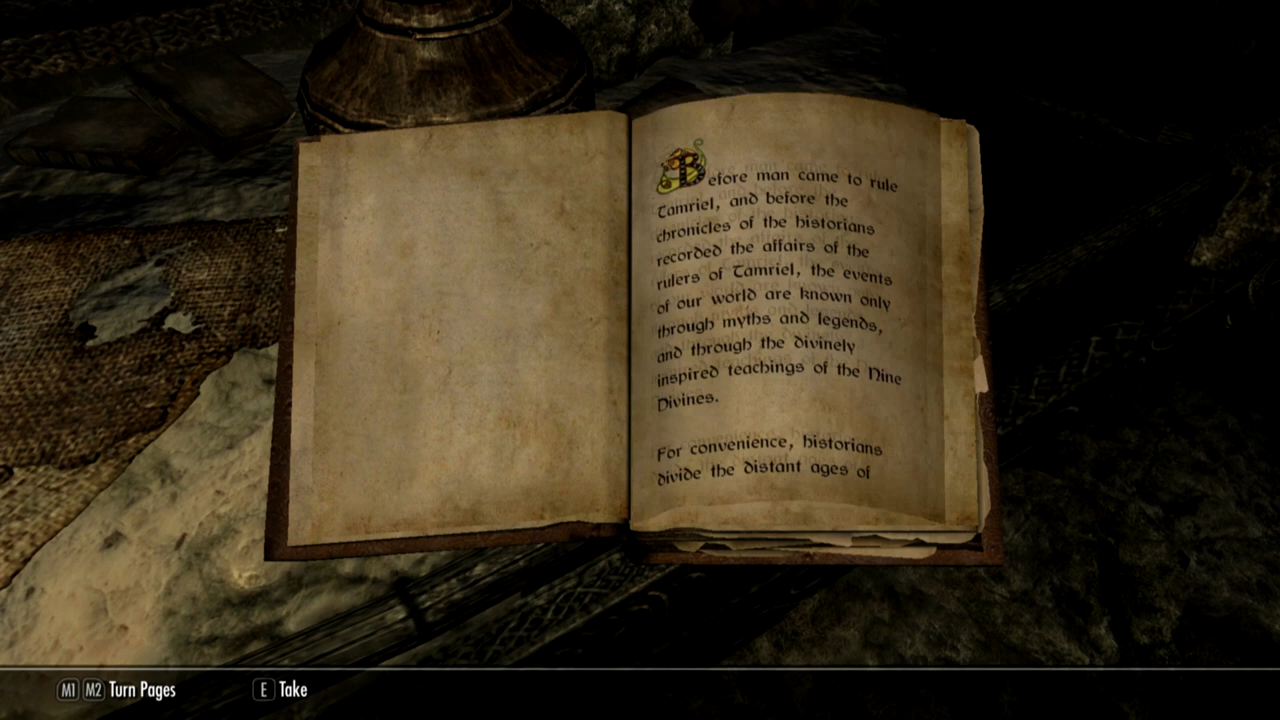 Before man came to rule
Tamriel, and before the
chronicles of the historians
recorded the affairs of the
rulers of Tamriel, the events
of our world are known only
through myths and legends,
and through the divinely
inspired teachings of the Nine
Divines.
For convenience, historians
divide the distant ages of
M1 M2 Turn Pages
E Take